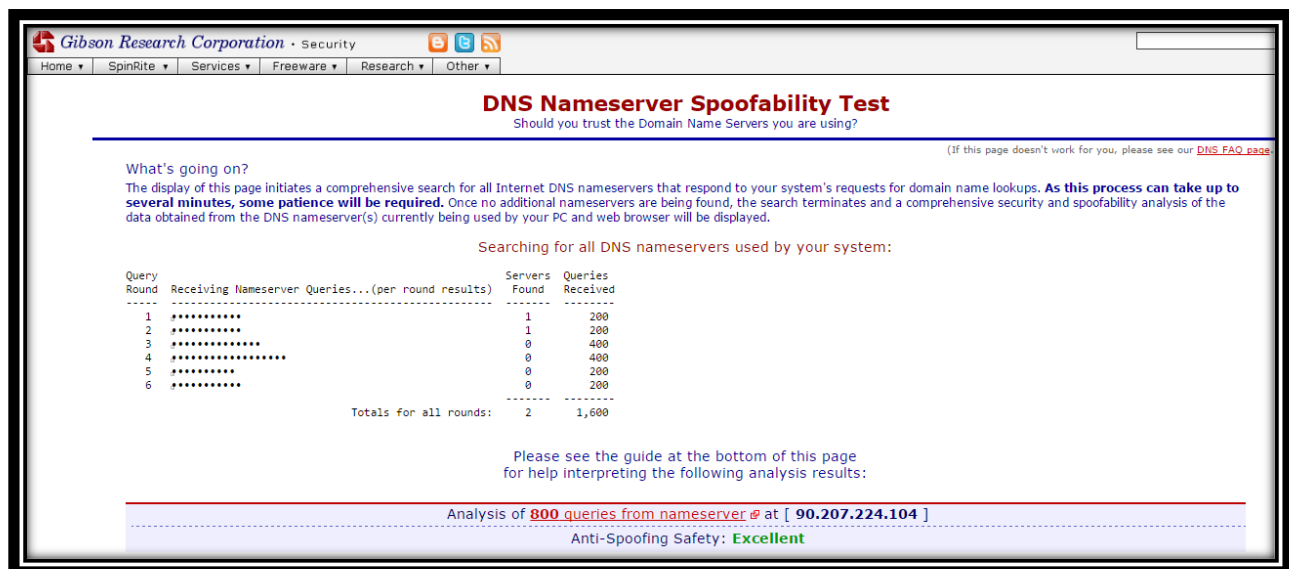 Gibson Research Corporation · Security
Home ▾ SpinRite ▾ Services ▾ Freeware ▾ Research ▾ Other ▾
DNS Nameserver Spoofability Test
Should you trust the Domain Name Servers you are using?
(If this page doesn't work for you, please see our DNS FAQ page.
What's going on?
The display of this page initiates a comprehensive search for all Internet DNS nameservers that respond to your system's requests for domain name lookups. As this process can take up to
several minutes, some patience will be required. Once no additional nameservers are being found, the search terminates and a comprehensive security and spoofability analysis of the
data obtained from the DNS nameserver(s) currently being used by your PC and web browser will be displayed.
Searching for all DNS nameservers used by your system:
Query Servers Queries
Round Receiving Nameserver Queries...(per round results) Found Received
1 1 200
2 1 200
3 0 400
4 0 400
5 0 200
6 0 200
Totals for all rounds: 2 1,600
Please see the guide at the bottom of this page
for help interpreting the following analysis results:
Analysis of 800 queries from nameserver at [ 90.207.224.104 ]
Anti-Spoofing Safety: Excellent